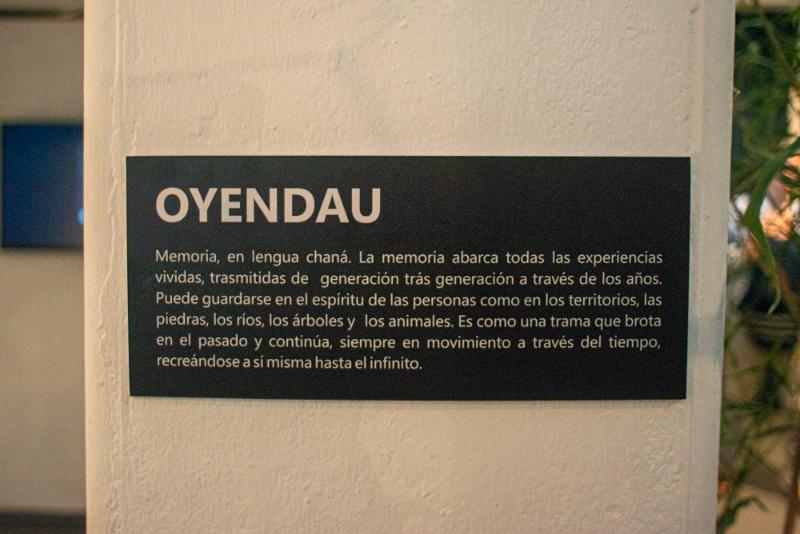 OYENDAU
Memoria, en lengua chaná. La memoria abarca todas las experiencias
vividas, trasmitidas de generación trás generación a través de los años.
Puede guardarse en el espíritu de las personas como en los territorios, las
piedras, los ríos, los árboles y los animales. Es como una trama que brota
en el pasado y continúa, siempre en movimiento a través del tiempo,
recreándose a sí misma hasta el infinito.